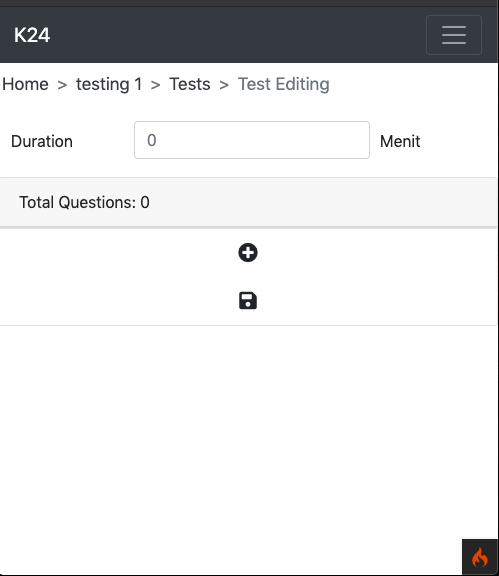 K24
Home > testing 1 > Tests > Test Editing
Duration 0 Menit
Total Questions: 0